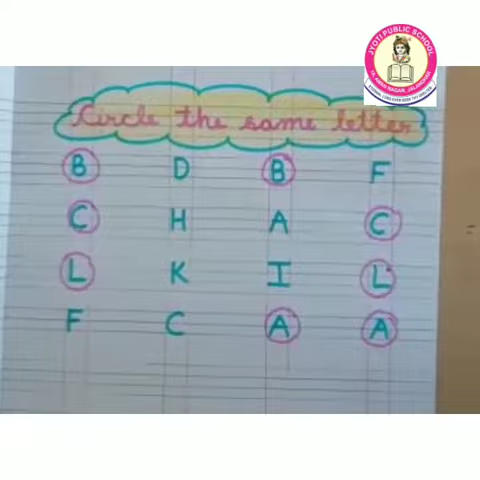 JYOTI PUBLIC SCHOOL
Circle the same letter
B D B F
C H A C
L K I L
F C A A